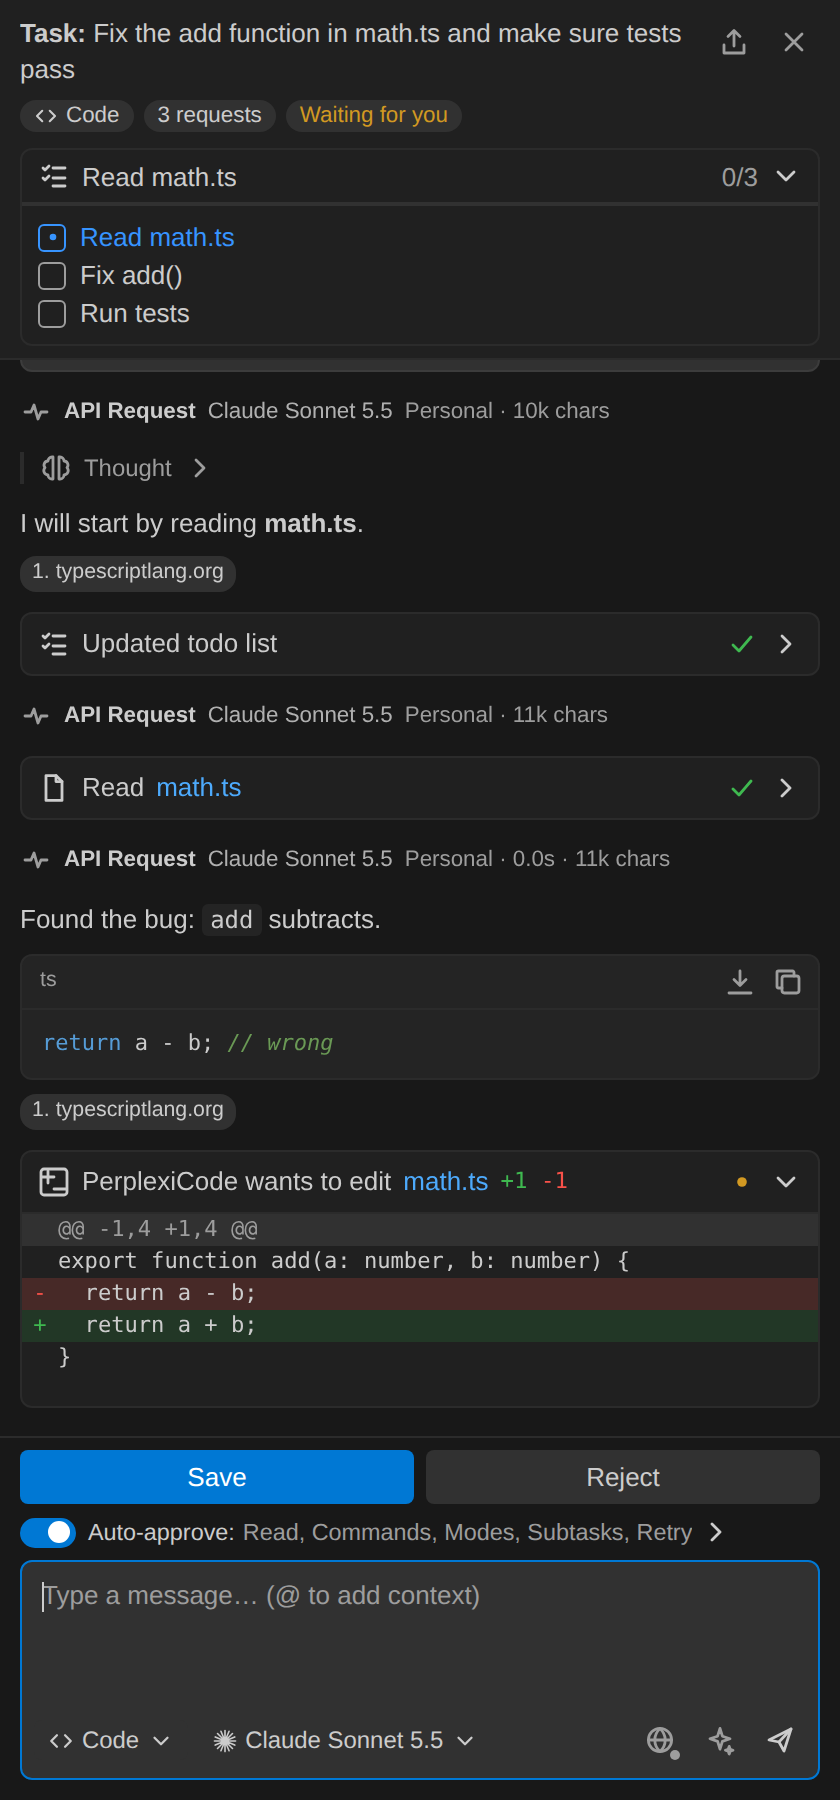 Task: Fix the add function in math.ts and make sure tests
pass
Code
3 requests
Waiting for you
Read math.ts
0/3
Read math.ts
Fix add()
Run tests
API Request Claude Sonnet 5.5 Personal · 10k chars
Thought
I will start by reading math.ts.
1. typescriptlang.org
Updated todo list
API Request Claude Sonnet 5.5 Personal · 11k chars
Read math.ts
API Request Claude Sonnet 5.5 Personal · 0.0s · 11k chars
Found the bug: add subtracts.
ts
return a - b; // wrong
1. typescriptlang.org
PerplexiCode wants to edit math.ts +1 -1
@@ -1,4 +1,4 @@
export function add(a: number, b: number) {
-   return a - b;
+   return a + b;
}
Save
Reject
Auto-approve: Read, Commands, Modes, Subtasks, Retry
Type a message… (@ to add context)
Code
Claude Sonnet 5.5